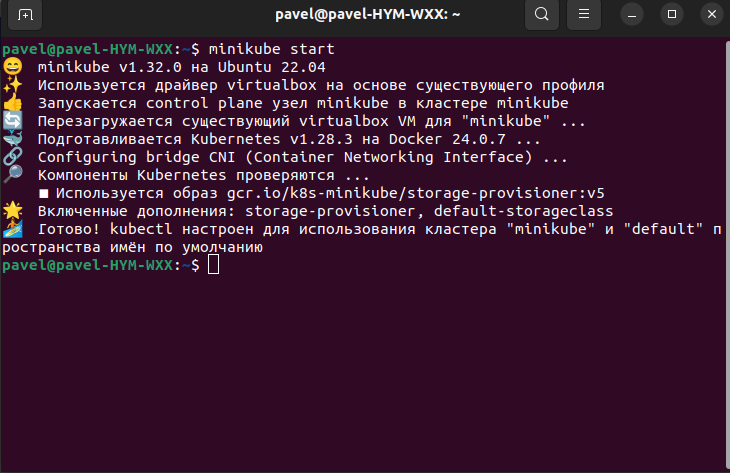 pavel@pavel-HYM-WXX: ~
pavel@pavel-HYM-WXX:~$ minikube start
😄 minikube v1.32.0 на Ubuntu 22.04
✨ Используется драйвер virtualbox на основе существующего профиля
👍 Запускается control plane узел minikube в кластере minikube
🔄 Перезагружается существующий virtualbox VM для "minikube" ...
🐳 Подготавливается Kubernetes v1.28.3 на Docker 24.0.7 ...
🔗 Configuring bridge CNI (Container Networking Interface) ...
🔎 Компоненты Kubernetes проверяются ...
▪ Используется образ gcr.io/k8s-minikube/storage-provisioner:v5
🌟 Включенные дополнения: storage-provisioner, default-storageclass
🏄 Готово! kubectl настроен для использования кластера "minikube" и "default" п
ространства имён по умолчанию
pavel@pavel-HYM-WXX:~$